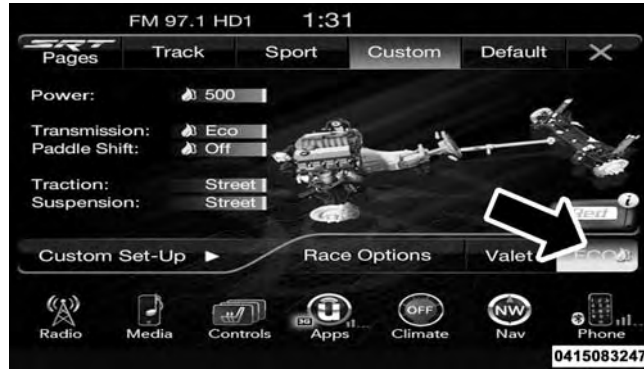 FM 97.1 HD1 1:31
SRT Pages Track Sport Custom Default X
Power: 500
Transmission: Eco
Paddle Shift: Off
Traction: Street
Suspension: Street
Red i
Custom Set-Up Race Options Valet ECO
OFF NW
3G
Radio Media Controls Apps Climate Nav Phone
0415083247